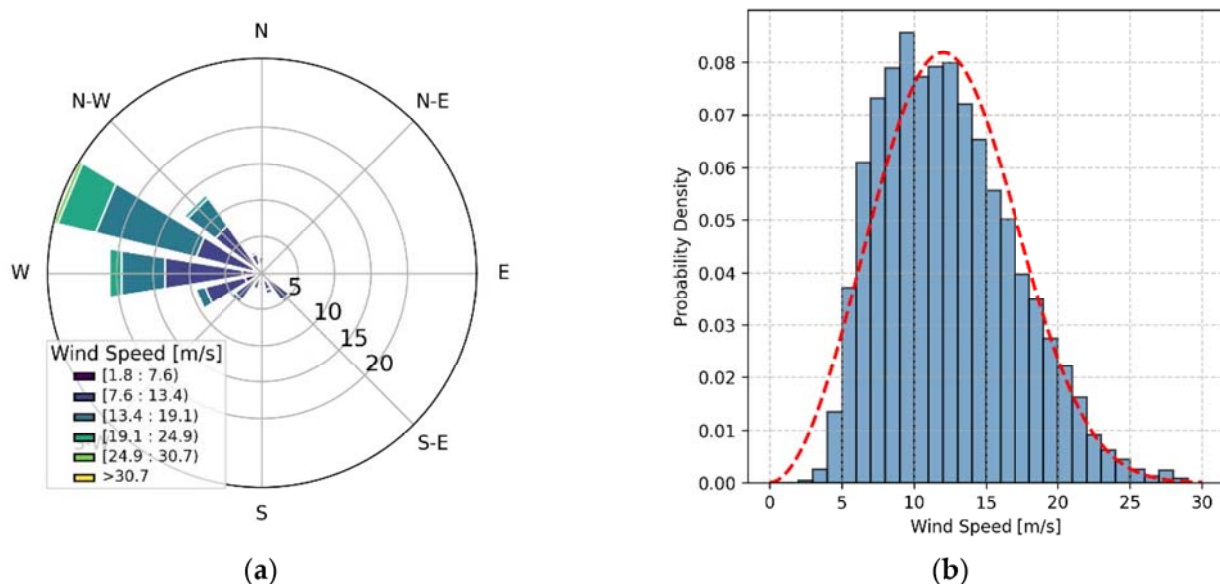 N
N-W
N-E
W
E
5
10
15
20
S-E
S
Wind Speed [m/s]
[1.8 : 7.6)
[7.6 : 13.4)
[13.4 : 19.1)
[19.1 : 24.9)
[24.9 : 30.7)
>30.7
(a)
Probability Density
0.08
0.07
0.06
0.05
0.04
0.03
0.02
0.01
0.00
0 5 10 15 20 25 30
Wind Speed [m/s]
(b)